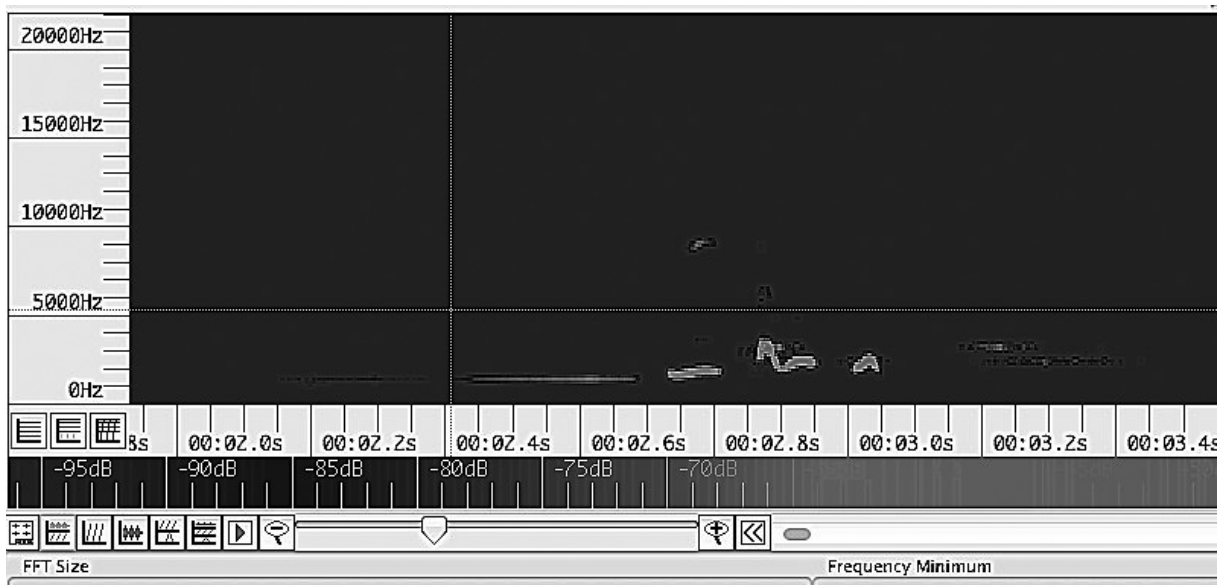 20000Hz
15000Hz
10000Hz
5000Hz
0Hz
8s 00:02.0s 00:02.2s 00:02.4s 00:02.6s 00:02.8s 00:03.0s 00:03.2s 00:03.4s
-95dB -90dB -85dB -80dB -75dB -70dB
FFT Size Frequency Minimum